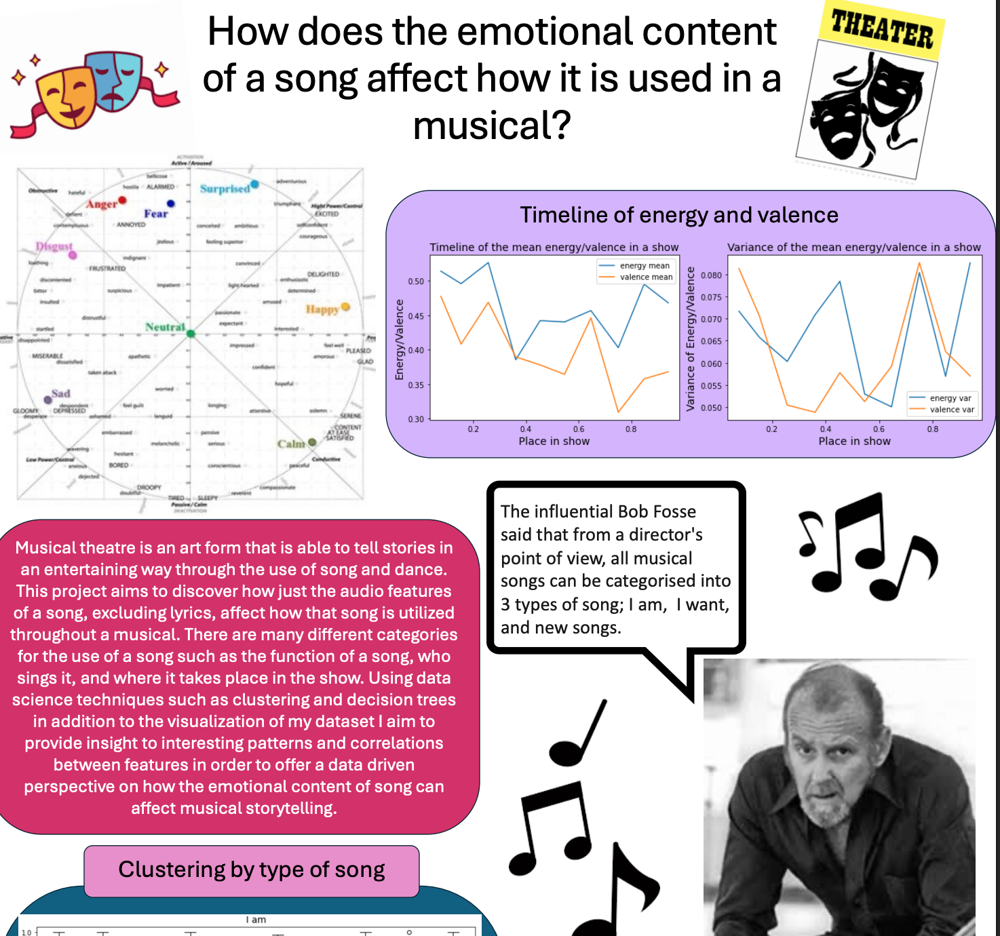 How does the emotional content
of a song affect how it is used in a
musical?
THEATER
ACTIVATION
Active / Aroused
bellicose
hostile
ALARMED
Surprised
adventurous
Obstructive
hateful
Anger
Fear
triumphant
High Power/Control
EXCITED
defiant
contemptuous
ANNOYED
conceited
ambitious
selfconfident
courageous
jealous
feeling superior
Disgust
loathing
indignant
convinced
FRUSTRATED
DELIGHTED
discontented
enthusiastic
bitter
suspicious
impatient
light hearted
determined
insulted
amused
Happy
distrustful
passionate
Neutral
expectant
startled
interested
disappointed
impressed
feel well
PLEASED
MISERABLE
dissatisfied
apathetic
amorous
GLAD
taken aback
confident
worried
hopeful
Sad
despondent
feel guilt
longing
GLOOMY
DEPRESSED
attentive
solemn
SERENE
desperate
ashamed
languid
CONTENT
embarrassed
pensive
AT EASE
SATISFIED
melancholic
serious
Calm
wavering
hesitant
Low Power/Control
Conductive
anxious
BORED
conscientious
peaceful
dejected
DROOPY
compassionate
doubtful
reverent
TIRED
SLEEPY
Passive / Calm
DEACTIVATION
Timeline of energy and valence
Timeline of the mean energy/valence in a show
energy mean
valence mean
Energy/Valence
0.50
0.45
0.40
0.35
0.30
0.2 0.4 0.6 0.8
Place in show
Variance of the mean energy/valence in a show
Variance of Energy/Valence
0.080
0.075
0.070
0.065
0.060
0.055
0.050
energy var
valence var
0.2 0.4 0.6 0.8
Place in show
Musical theatre is an art form that is able to tell stories in
an entertaining way through the use of song and dance.
This project aims to discover how just the audio features
of a song, excluding lyrics, affect how that song is utilized
throughout a musical. There are many different categories
for the use of a song such as the function of a song, who
sings it, and where it takes place in the show. Using data
science techniques such as clustering and decision trees
in addition to the visualization of my dataset I aim to
provide insight to interesting patterns and correlations
between features in order to offer a data driven
perspective on how the emotional content of song can
affect musical storytelling.
The influential Bob Fosse
said that from a director's
point of view, all musical
songs can be categorised into
3 types of song; I am, I want,
and new songs.
Clustering by type of song
I am
1.0